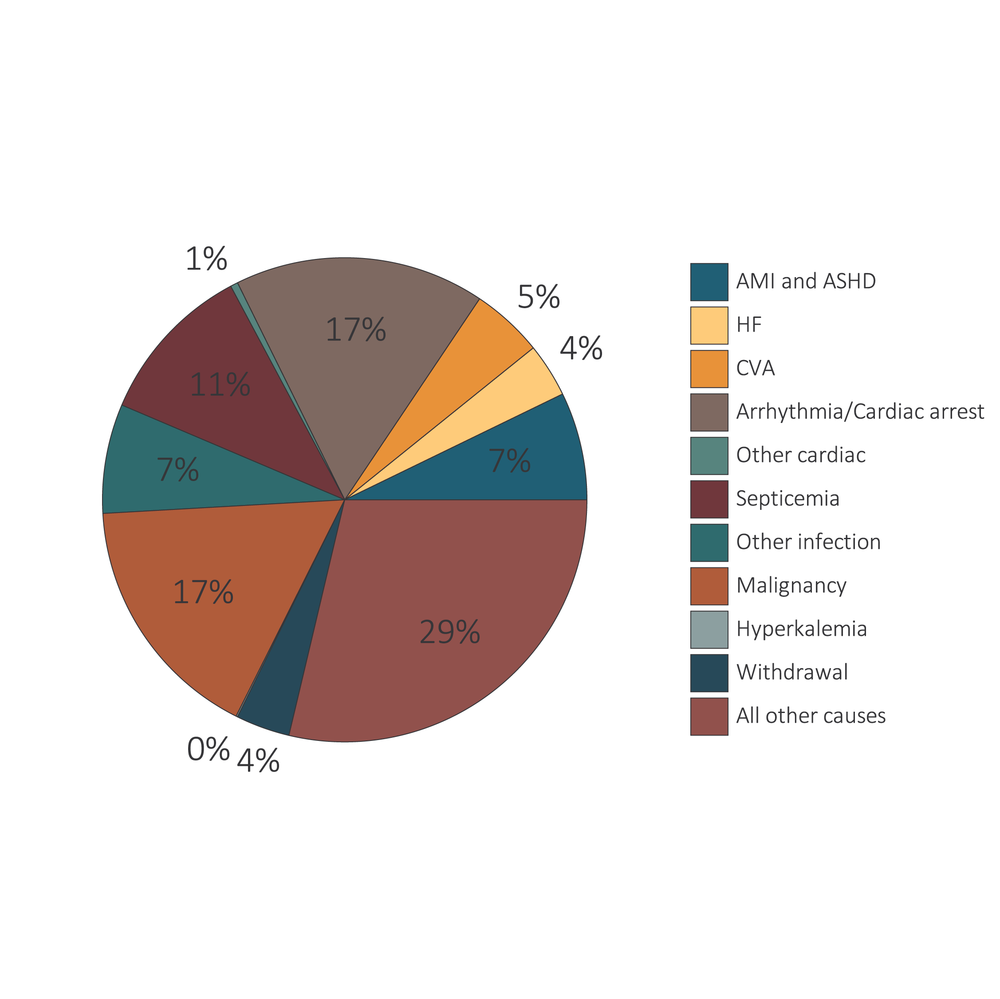 1%
17%
5%
4%
11%
7%
7%
17%
29%
0%
4%
AMI and ASHD
HF
CVA
Arrhythmia/Cardiac arrest
Other cardiac
Septicemia
Other infection
Malignancy
Hyperkalemia
Withdrawal
All other causes